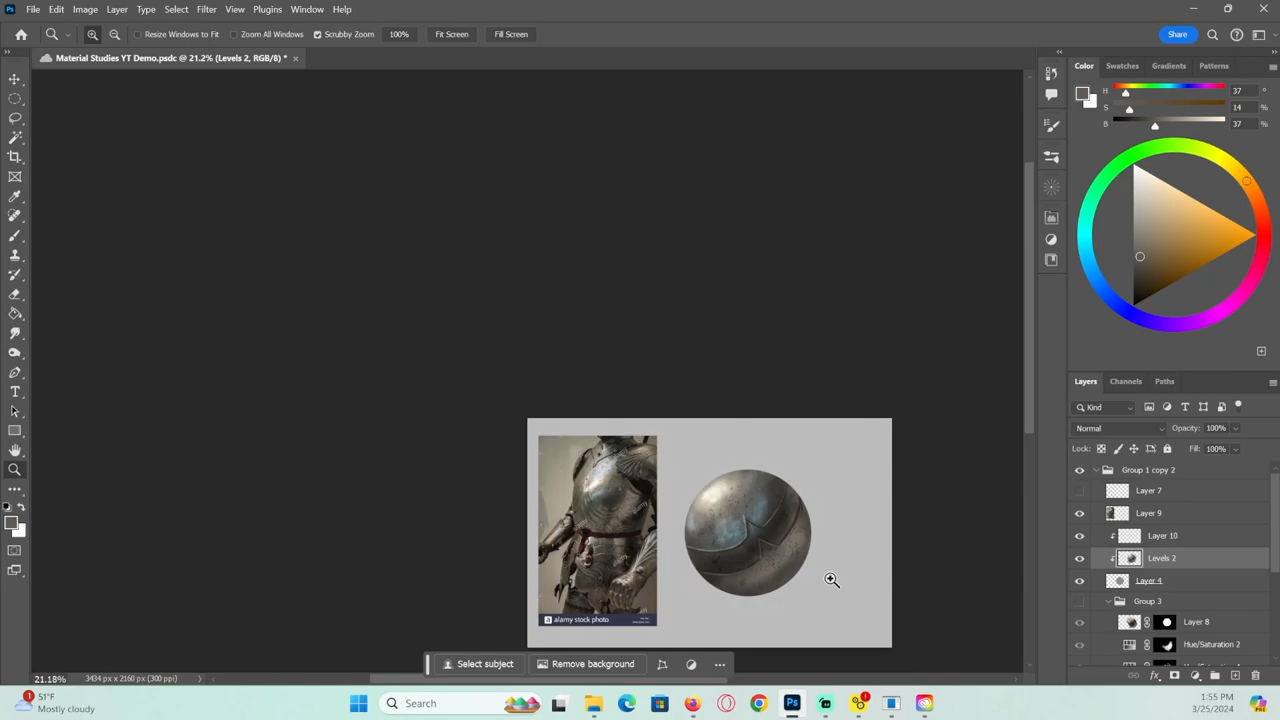 File Edit Image Layer Type Select Filter View Plugins Window Help
Resize Windows to Fit Zoom All Windows Scrubby Zoom 100% Fit Screen Fill Screen Share
Material Studies YT Demo.psdc @ 21.2% (Levels 2, RGB/8) * ×
Color Swatches Gradients Patterns
H 37 °
S 14 %
B 37 %
Layers Channels Paths
Kind
Normal Opacity: 100%
Lock: Fill: 100%
Group 1 copy 2
Layer 7
Layer 9
Layer 10
Levels 2
Layer 4
Group 3
Layer 8
Hue/Saturation 2
a alamy stock photo
Select subject Remove background
21.18% 3434 px x 2160 px (300 ppi)
1 51°F
Mostly cloudy
Search
1:55 PM
3/25/2024